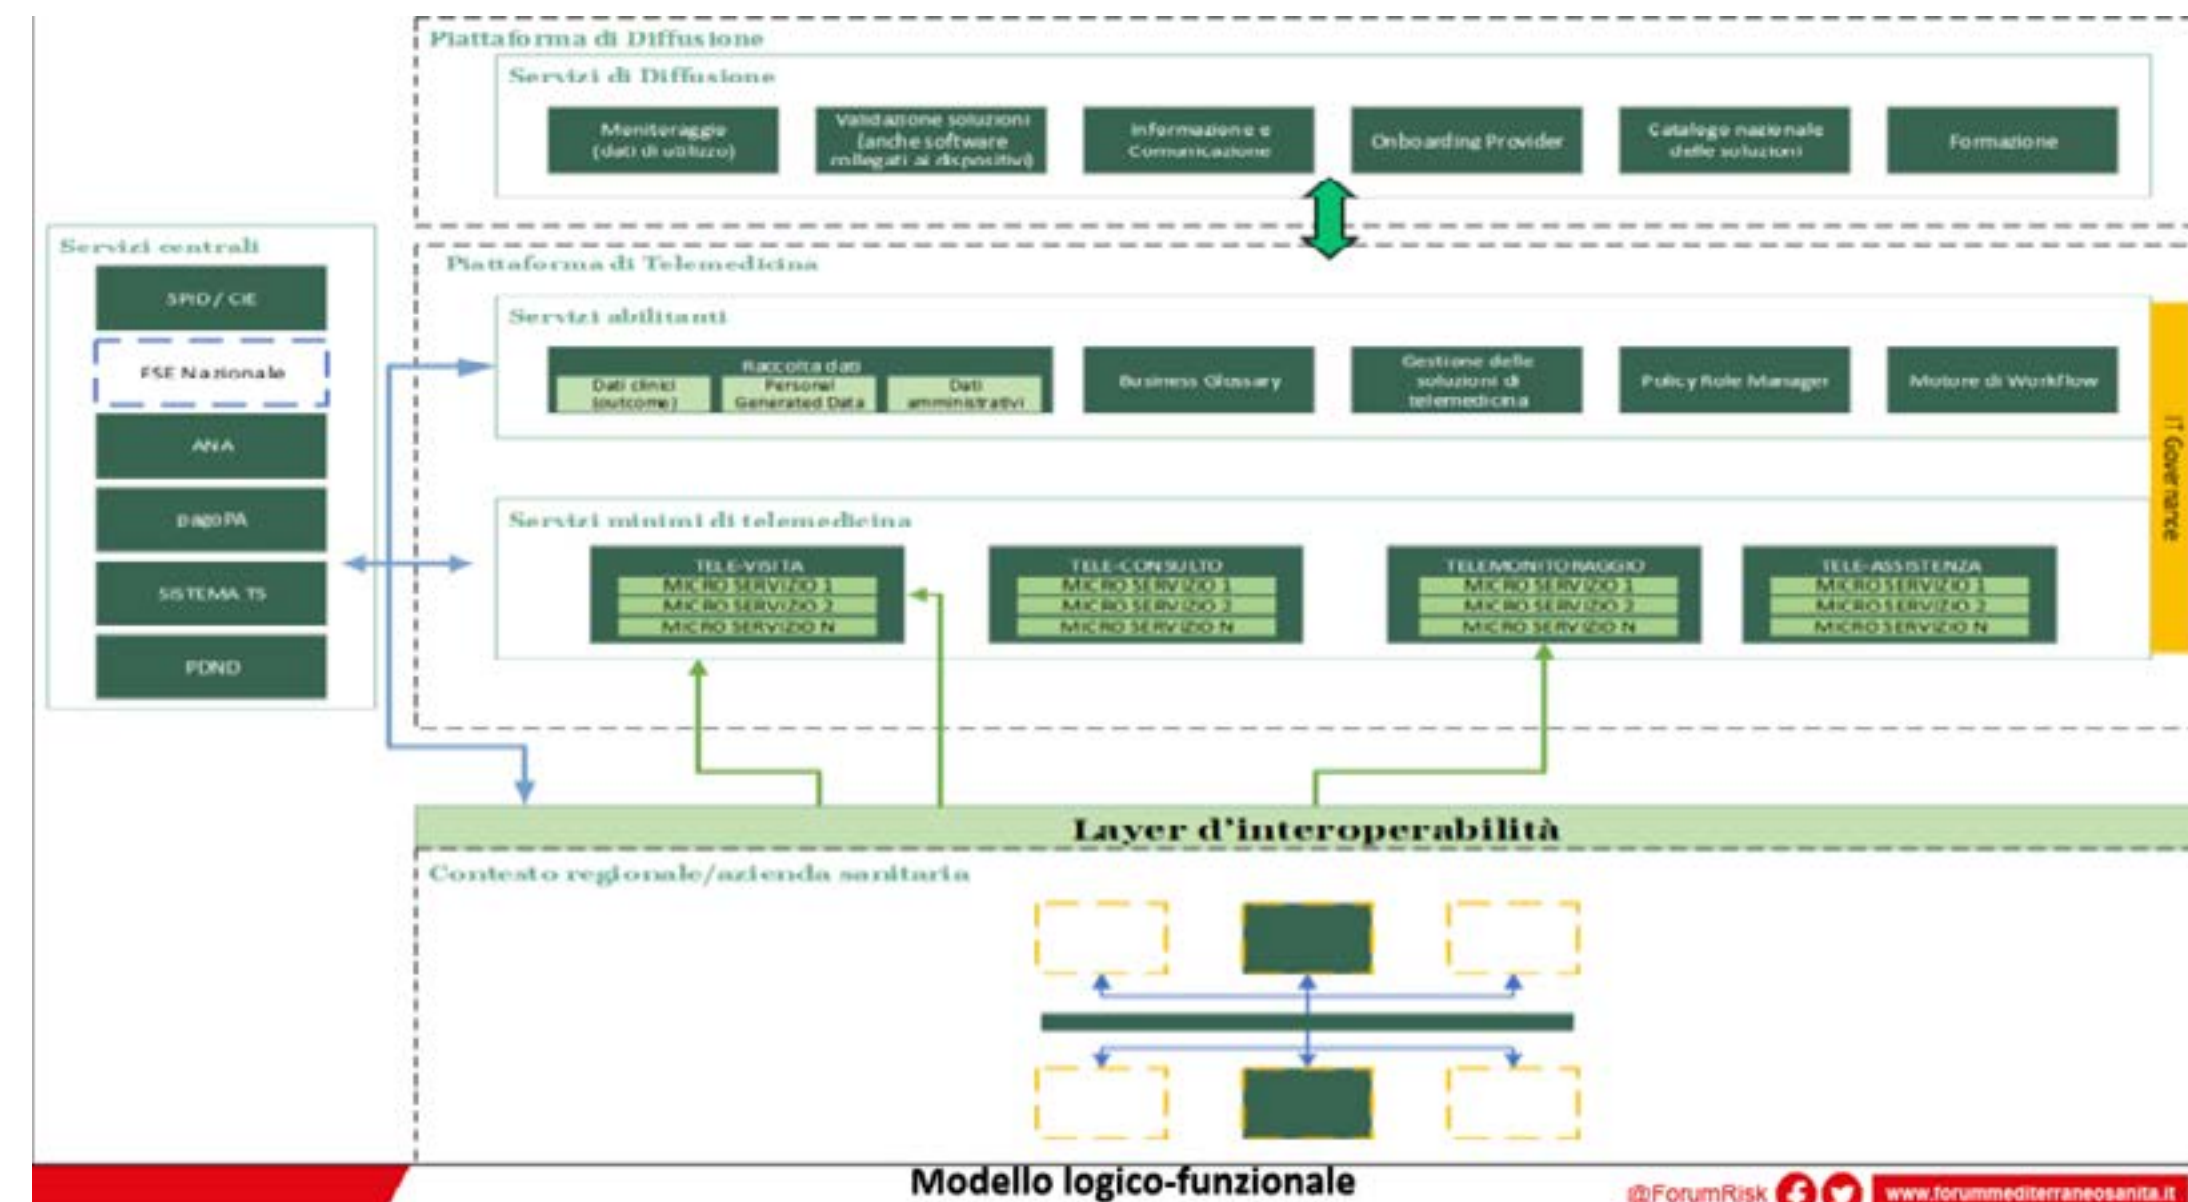 Piattaforma di Diffusione
Servizi di Diffusione
Monitoraggio
(dati di utilizzo)
Validazione soluzioni
(anche software
collegati ai dispositivi)
Informazione e
Comunicazione
Onboarding Provider
Catalogo nazionale
delle soluzioni
Formazione
Servizi centrali
SPID / CIE
FSE Nazionale
ANA
pagoPA
SISTEMA TS
PDND
Piattaforma di Telemedicina
Servizi abilitanti
Raccolta dati
Dati clinici
(outcome)
Personal
Generated Data
Dati
amministrativi
Business Glossary
Gestione delle
soluzioni di
telemedicina
Policy Role Manager
Motore di Workflow
IT Governance
Servizi minimi di telemedicina
TELE-VISITA
MICRO SERVIZIO 1
MICRO SERVIZIO 2
MICRO SERVIZIO N
TELE-CONSULTO
MICRO SERVIZIO 1
MICRO SERVIZIO 2
MICRO SERVIZIO N
TELEMONITORAGGIO
MICRO SERVIZIO 1
MICRO SERVIZIO 2
MICRO SERVIZIO N
TELE-ASSISTENZA
MICRO SERVIZIO 1
MICRO SERVIZIO 2
MICRO SERVIZIO N
Layer d'interoperabilità
Contesto regionale/azienda sanitaria
Modello logico-funzionale
@ForumRisk
www.forummediterraneosanita.it